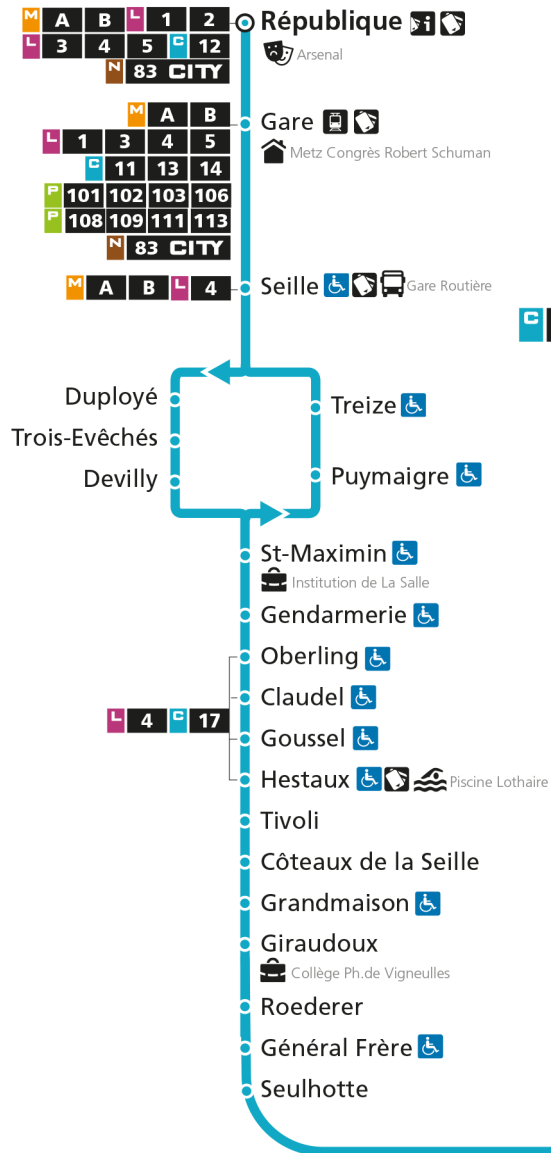 M A B L 1 2
République
L 3 4 5 C 12
Arsenal
N 83 CITY
M A B
Gare
L 1 3 4 5
Metz Congrès Robert Schuman
C 11 13 14
P 101 102 103 106
P 108 109 111 113
N 83 CITY
M A B L 4
Seille
Gare Routière
C
Duployé
Treize
Trois-Evêchés
Devilly
Puymaigre
St-Maximin
Institution de La Salle
Gendarmerie
Oberling
Claudel
L 4 C 17
Goussel
Hestaux
Piscine Lothaire
Tivoli
Côteaux de la Seille
Grandmaison
Giraudoux
Collège Ph.de Vigneulles
Roederer
Général Frère
Seulhotte